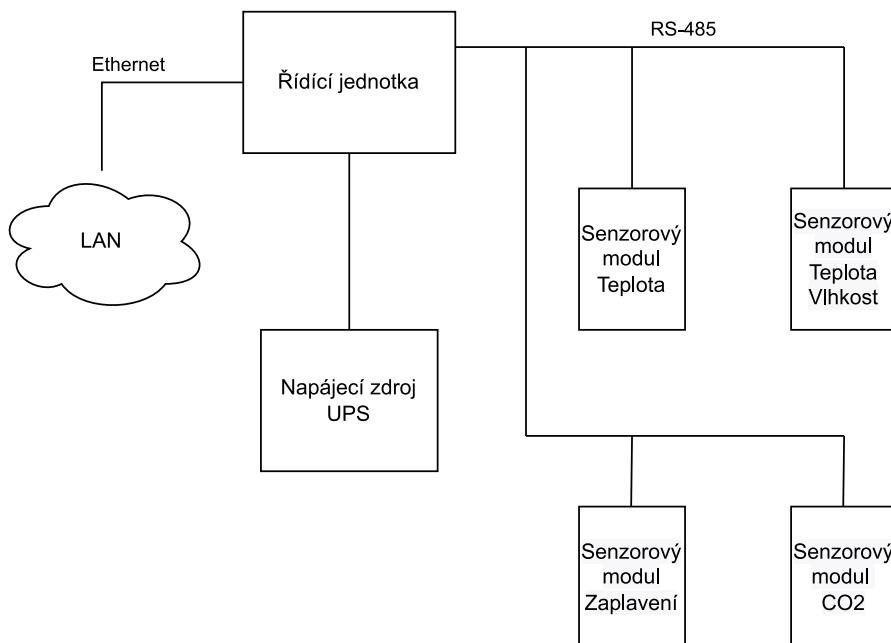 RS-485
Ethernet
Řídící jednotka
LAN
Senzorový
modul
Teplota
Senzorový
modul
Teplota
Vlhkost
Napájecí zdroj
UPS
Senzorový
modul
Zaplavení
Senzorový
modul
CO2